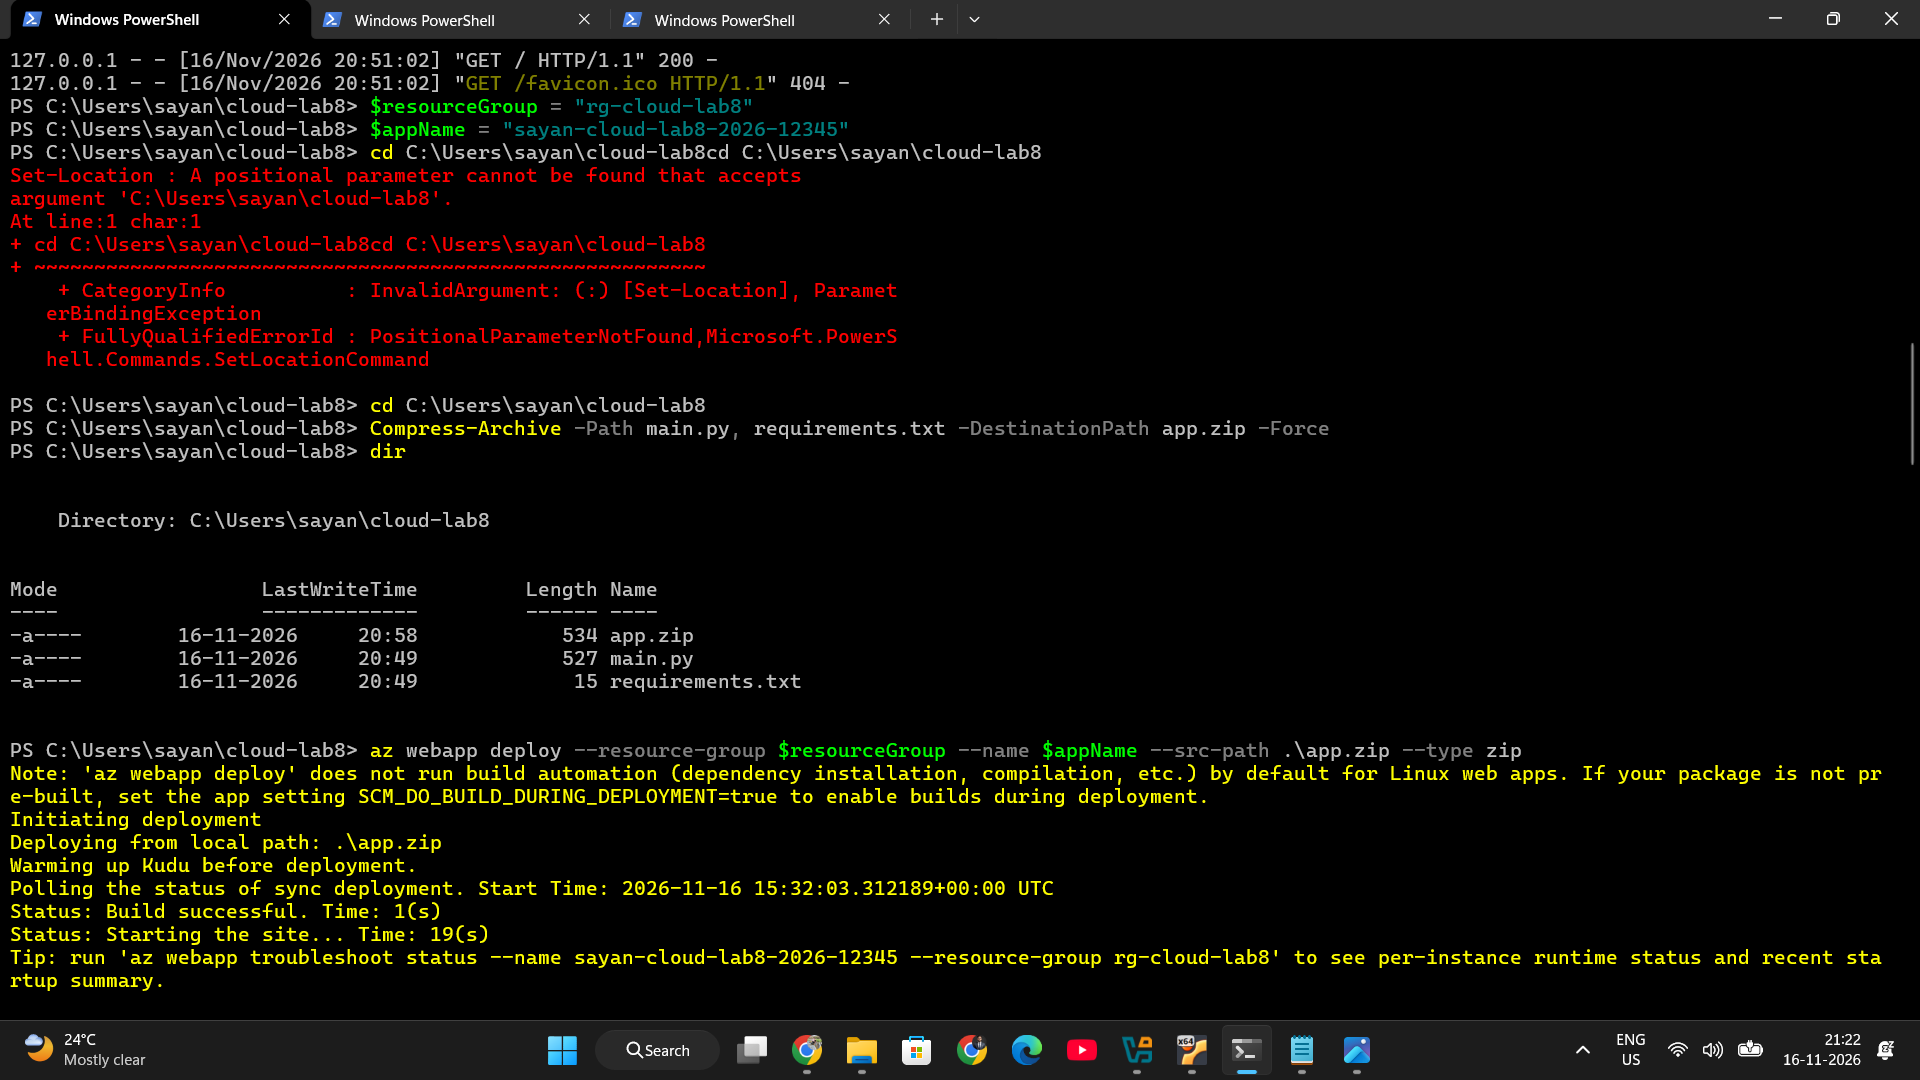 Windows PowerShell
Windows PowerShell
Windows PowerShell
127.0.0.1 - - [16/Nov/2026 20:51:02] "GET / HTTP/1.1" 200 -
127.0.0.1 - - [16/Nov/2026 20:51:02] "GET /favicon.ico HTTP/1.1" 404 -
PS C:\Users\sayan\cloud-lab8> $resourceGroup = "rg-cloud-lab8"
PS C:\Users\sayan\cloud-lab8> $appName = "sayan-cloud-lab8-2026-12345"
PS C:\Users\sayan\cloud-lab8> cd C:\Users\sayan\cloud-lab8cd C:\Users\sayan\cloud-lab8
Set-Location : A positional parameter cannot be found that accepts
argument 'C:\Users\sayan\cloud-lab8'.
At line:1 char:1
+ cd C:\Users\sayan\cloud-lab8cd C:\Users\sayan\cloud-lab8
+ ~~~~~~~~~~~~~~~~~~~~~~~~~~~~~~~~~~~~~~~~~~~~~~~~~~~~~~~~
    + CategoryInfo          : InvalidArgument: (:) [Set-Location], Paramet
   erBindingException
    + FullyQualifiedErrorId : PositionalParameterNotFound,Microsoft.PowerS
   hell.Commands.SetLocationCommand
PS C:\Users\sayan\cloud-lab8> cd C:\Users\sayan\cloud-lab8
PS C:\Users\sayan\cloud-lab8> Compress-Archive -Path main.py, requirements.txt -DestinationPath app.zip -Force
PS C:\Users\sayan\cloud-lab8> dir
    Directory: C:\Users\sayan\cloud-lab8
Mode                 LastWriteTime         Length Name
----                 -------------         ------ ----
-a----        16-11-2026     20:58            534 app.zip
-a----        16-11-2026     20:49            527 main.py
-a----        16-11-2026     20:49             15 requirements.txt
PS C:\Users\sayan\cloud-lab8> az webapp deploy --resource-group $resourceGroup --name $appName --src-path .\app.zip --type zip
Note: 'az webapp deploy' does not run build automation (dependency installation, compilation, etc.) by default for Linux web apps. If your package is not pr
e-built, set the app setting SCM_DO_BUILD_DURING_DEPLOYMENT=true to enable builds during deployment.
Initiating deployment
Deploying from local path: .\app.zip
Warming up Kudu before deployment.
Polling the status of sync deployment. Start Time: 2026-11-16 15:32:03.312189+00:00 UTC
Status: Build successful. Time: 1(s)
Status: Starting the site... Time: 19(s)
Tip: run 'az webapp troubleshoot status --name sayan-cloud-lab8-2026-12345 --resource-group rg-cloud-lab8' to see per-instance runtime status and recent sta
rtup summary.
24°C
Mostly clear
Search
x64
ENG
US
21:22
16-11-2026